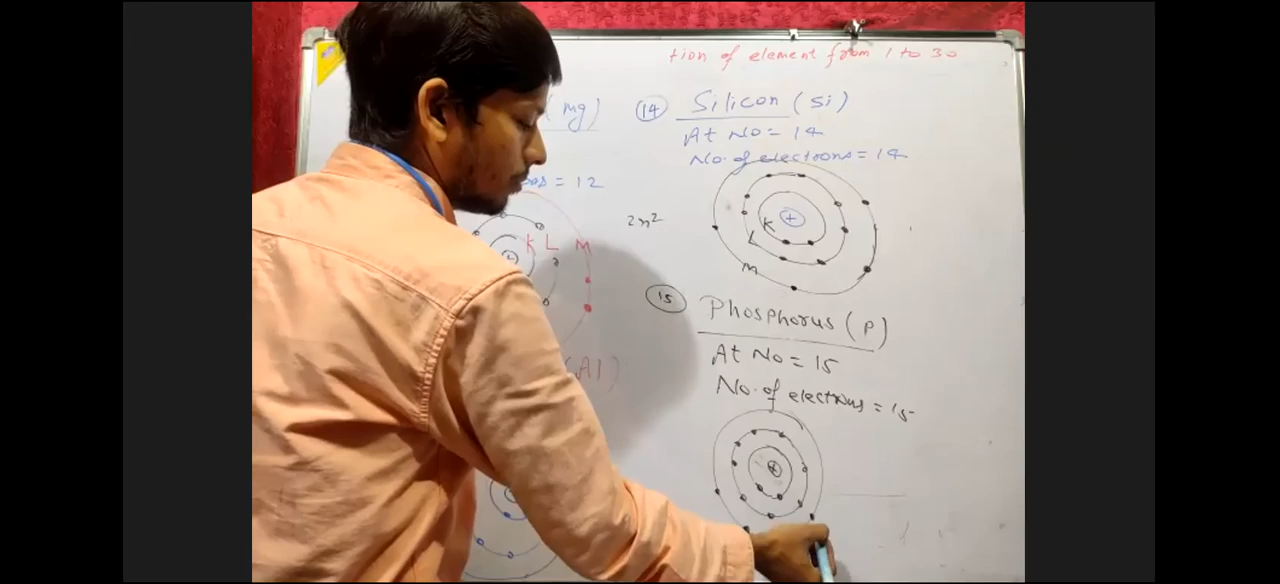 tion of element from 1 to 30
(Mg)
= 12
K L M
(Al)
14 Silicon (Si)
At No = 14
No. of electrons = 14
2n²
+
K
L
M
15 Phosphorus (P)
At No = 15
No. of electrons = 15
+